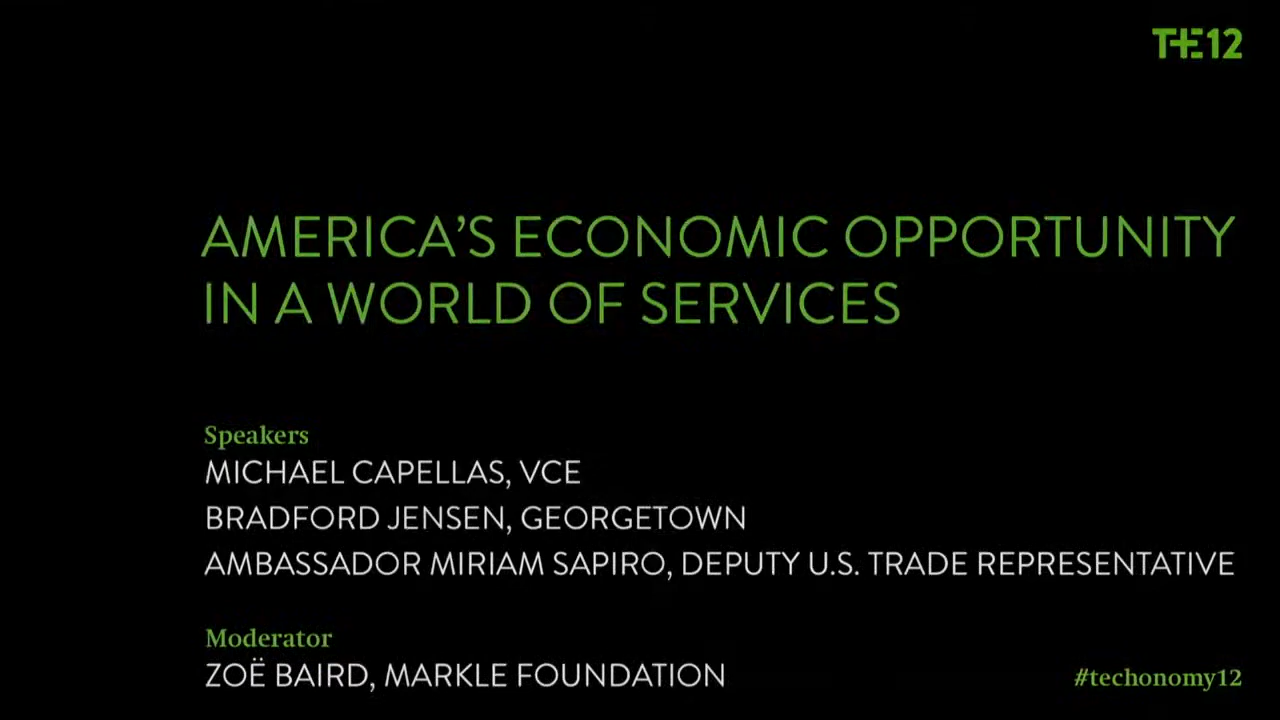 TE12
AMERICA’S ECONOMIC OPPORTUNITY
IN A WORLD OF SERVICES
Speakers
MICHAEL CAPELLAS, VCE
BRADFORD JENSEN, GEORGETOWN
AMBASSADOR MIRIAM SAPIRO, DEPUTY U.S. TRADE REPRESENTATIVE
Moderator
ZOË BAIRD, MARKLE FOUNDATION
#techonomy12